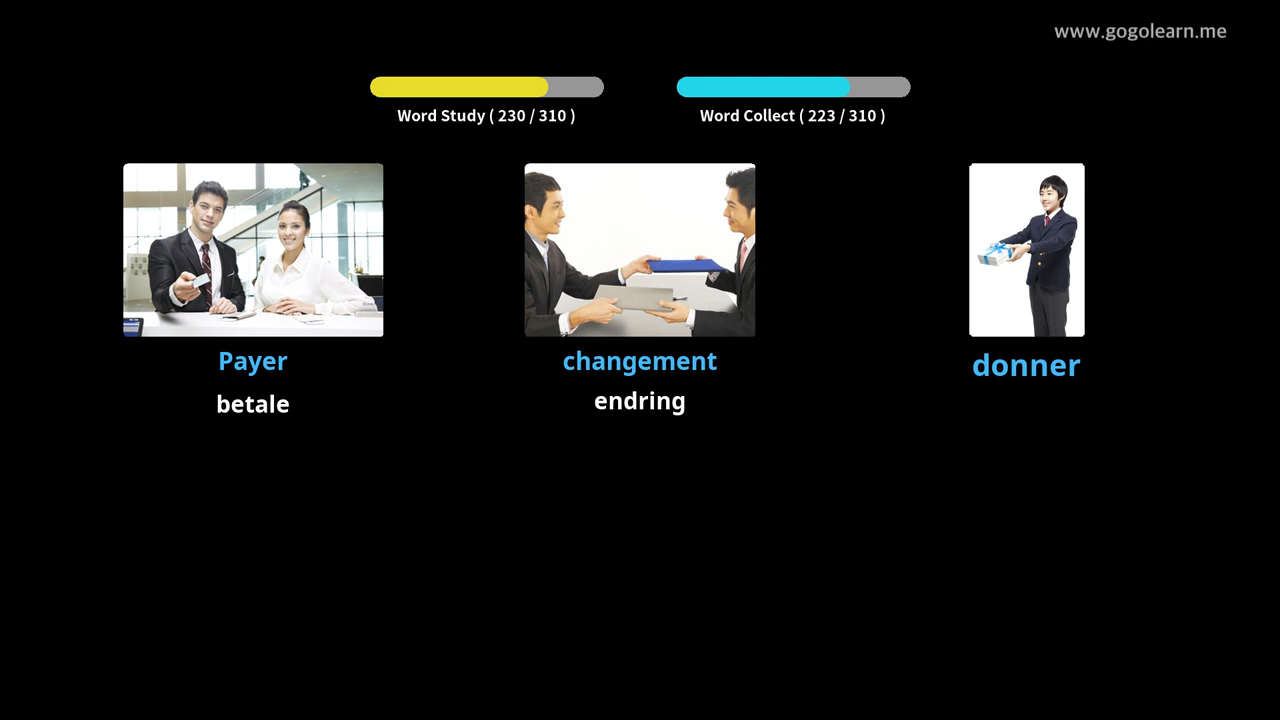 www.gogolearn.me
Word Study ( 230 / 310 )
Word Collect ( 223 / 310 )
Payer
changement
donner
betale
endring